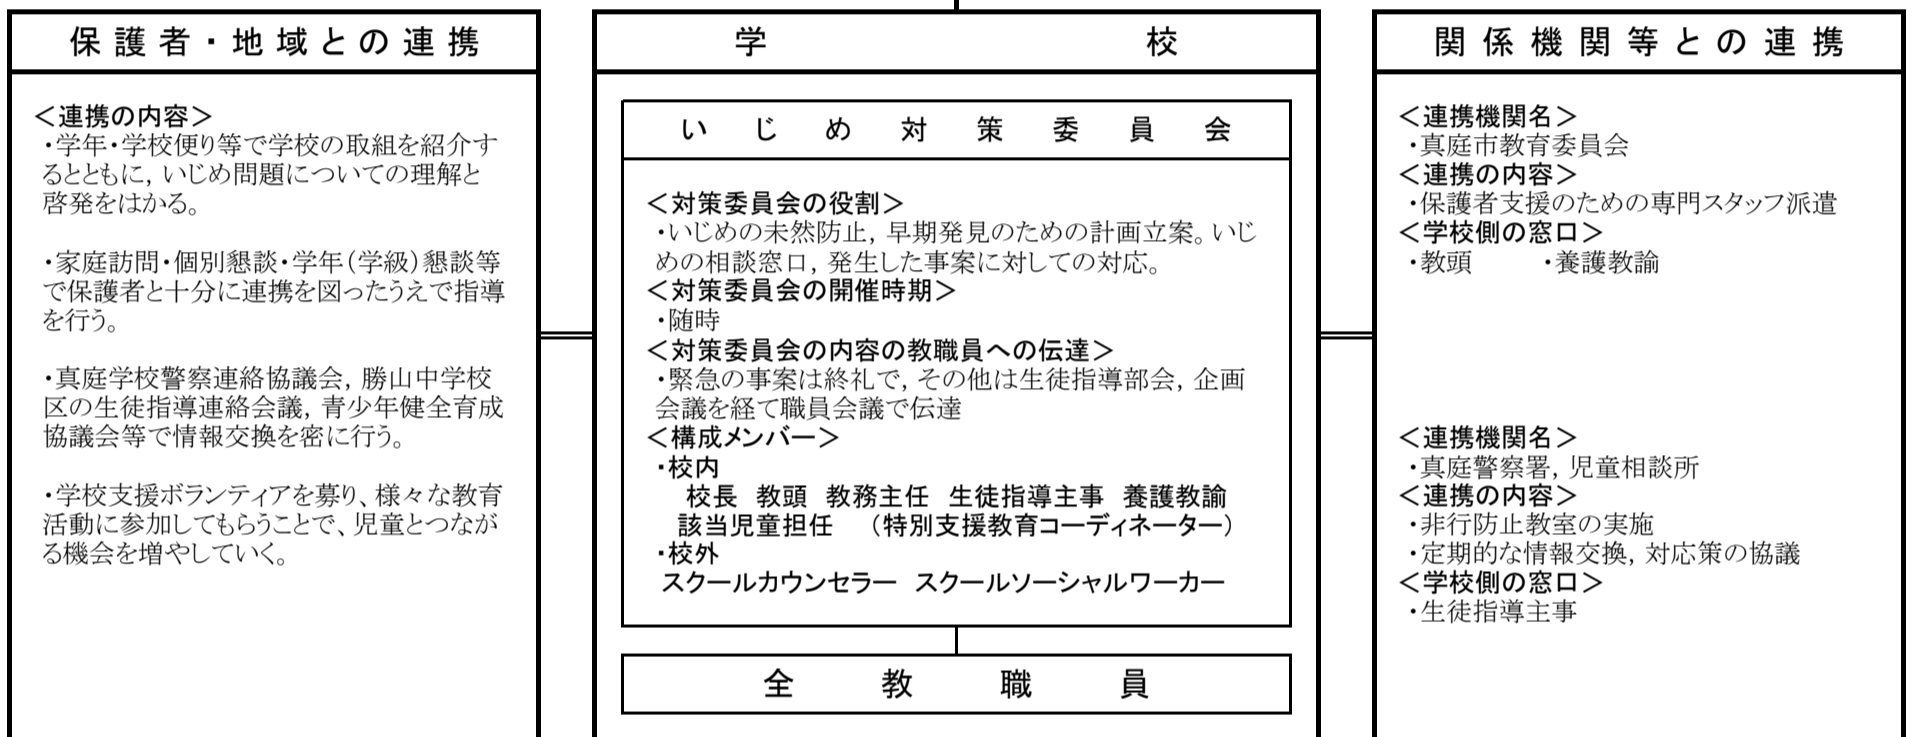 保護者・地域との連携
＜連携の内容＞
・学年・学校便り等で学校の取組を紹介す
るとともに，いじめ問題についての理解と
啓発をはかる。
・家庭訪問・個別懇談・学年（学級）懇談等
で保護者と十分に連携を図ったうえで指導
を行う。
・真庭学校警察連絡協議会，勝山中学校
区の生徒指導連絡会議，青少年健全育成
協議会等で情報交換を密に行う。
・学校支援ボランティアを募り、様々な教育
活動に参加してもらうことで、児童とつなが
る機会を増やしていく。
学校
いじめ対策委員会
＜対策委員会の役割＞
・いじめの未然防止，早期発見のための計画立案。いじ
めの相談窓口，発生した事案に対しての対応。
＜対策委員会の開催時期＞
・随時
＜対策委員会の内容の教職員への伝達＞
・緊急の事案は終礼で，その他は生徒指導部会，企画
会議を経て職員会議で伝達
＜構成メンバー＞
・校内
校長　教頭　教務主任　生徒指導主事　養護教諭
該当児童担任　（特別支援教育コーディネーター）
・校外
スクールカウンセラー　スクールソーシャルワーカー
全教職員
関係機関等との連携
＜連携機関名＞
・真庭市教育委員会
＜連携の内容＞
・保護者支援のための専門スタッフ派遣
＜学校側の窓口＞
・教頭　　・養護教諭
＜連携機関名＞
・真庭警察署，児童相談所
＜連携の内容＞
・非行防止教室の実施
・定期的な情報交換，対応策の協議
＜学校側の窓口＞
・生徒指導主事